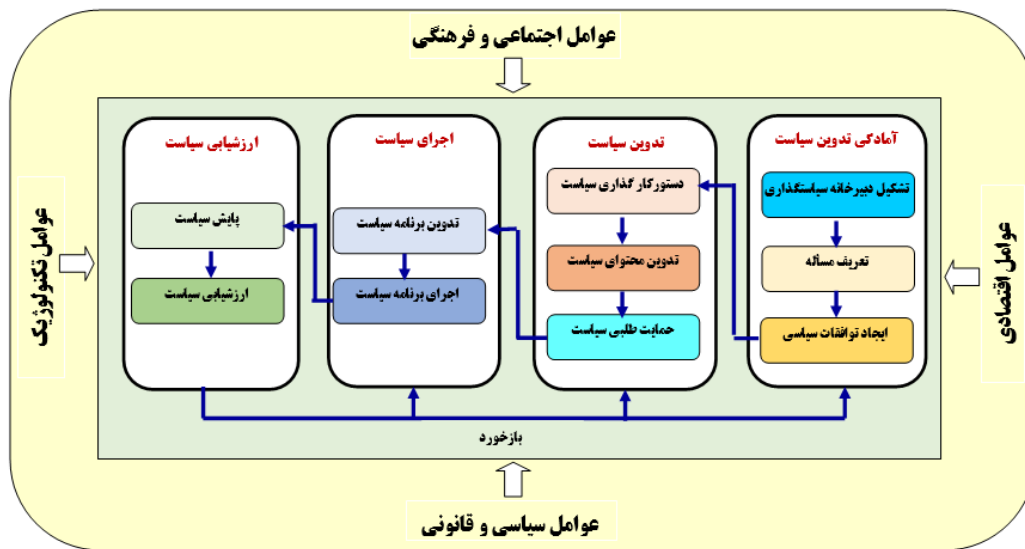 عوامل اجتماعی و فرهنگی
عوامل اقتصادی
آمادگی تدوین سیاست
تشکیل دبیرخانه سیاستگذاری
تعریف مسأله
ایجاد توافقات سیاسی
تدوین سیاست
دستورکار گذاری سیاست
تدوین محتوای سیاست
حمایت طلبی سیاست
اجرای سیاست
تدوین برنامه سیاست
اجرای برنامه سیاست
ارزشیابی سیاست
پایش سیاست
ارزشیابی سیاست
عوامل تکنولوژیک
بازخورد
عوامل سیاسی و قانونی